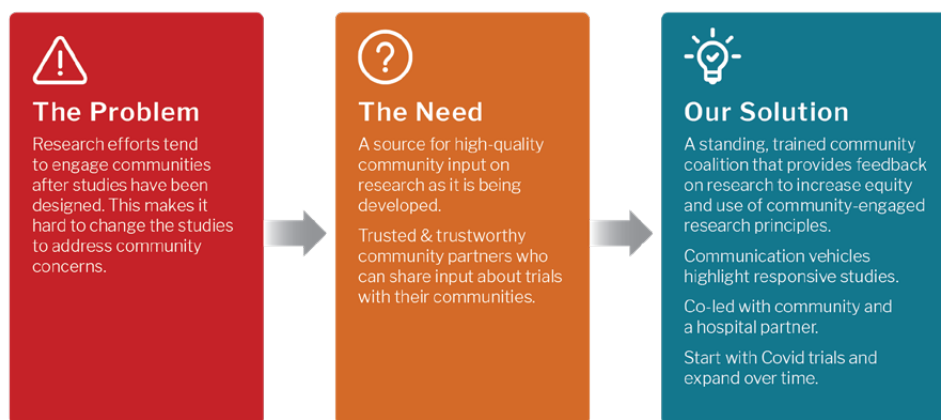 The Problem
Research efforts tend
to engage communities
after studies have been
designed. This makes it
hard to change the studies
to address community
concerns.
The Need
A source for high-quality
community input on
research as it is being
developed.
Trusted & trustworthy
community partners who
can share input about trials
with their communities.
Our Solution
A standing, trained community
coalition that provides feedback
on research to increase equity
and use of community-engaged
research principles.
Communication vehicles
highlight responsive studies.
Co-led with community and
a hospital partner.
Start with Covid trials and
expand over time.